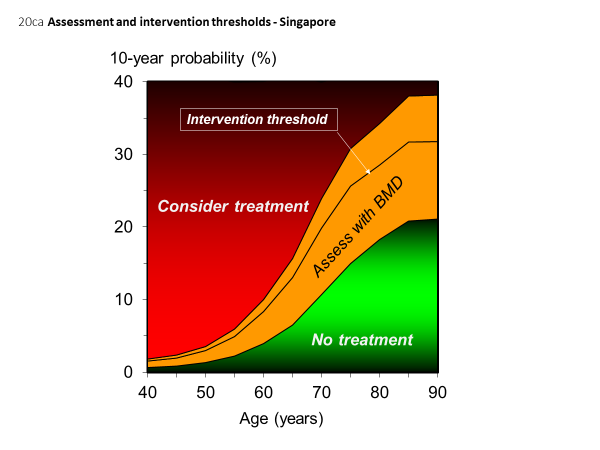 20ca Assessment and intervention thresholds - Singapore
10-year probability (%)
40
30
20
10
0
Intervention threshold
Consider treatment
Assess with BMD
No treatment
40 50 60 70 80 90
Age (years)